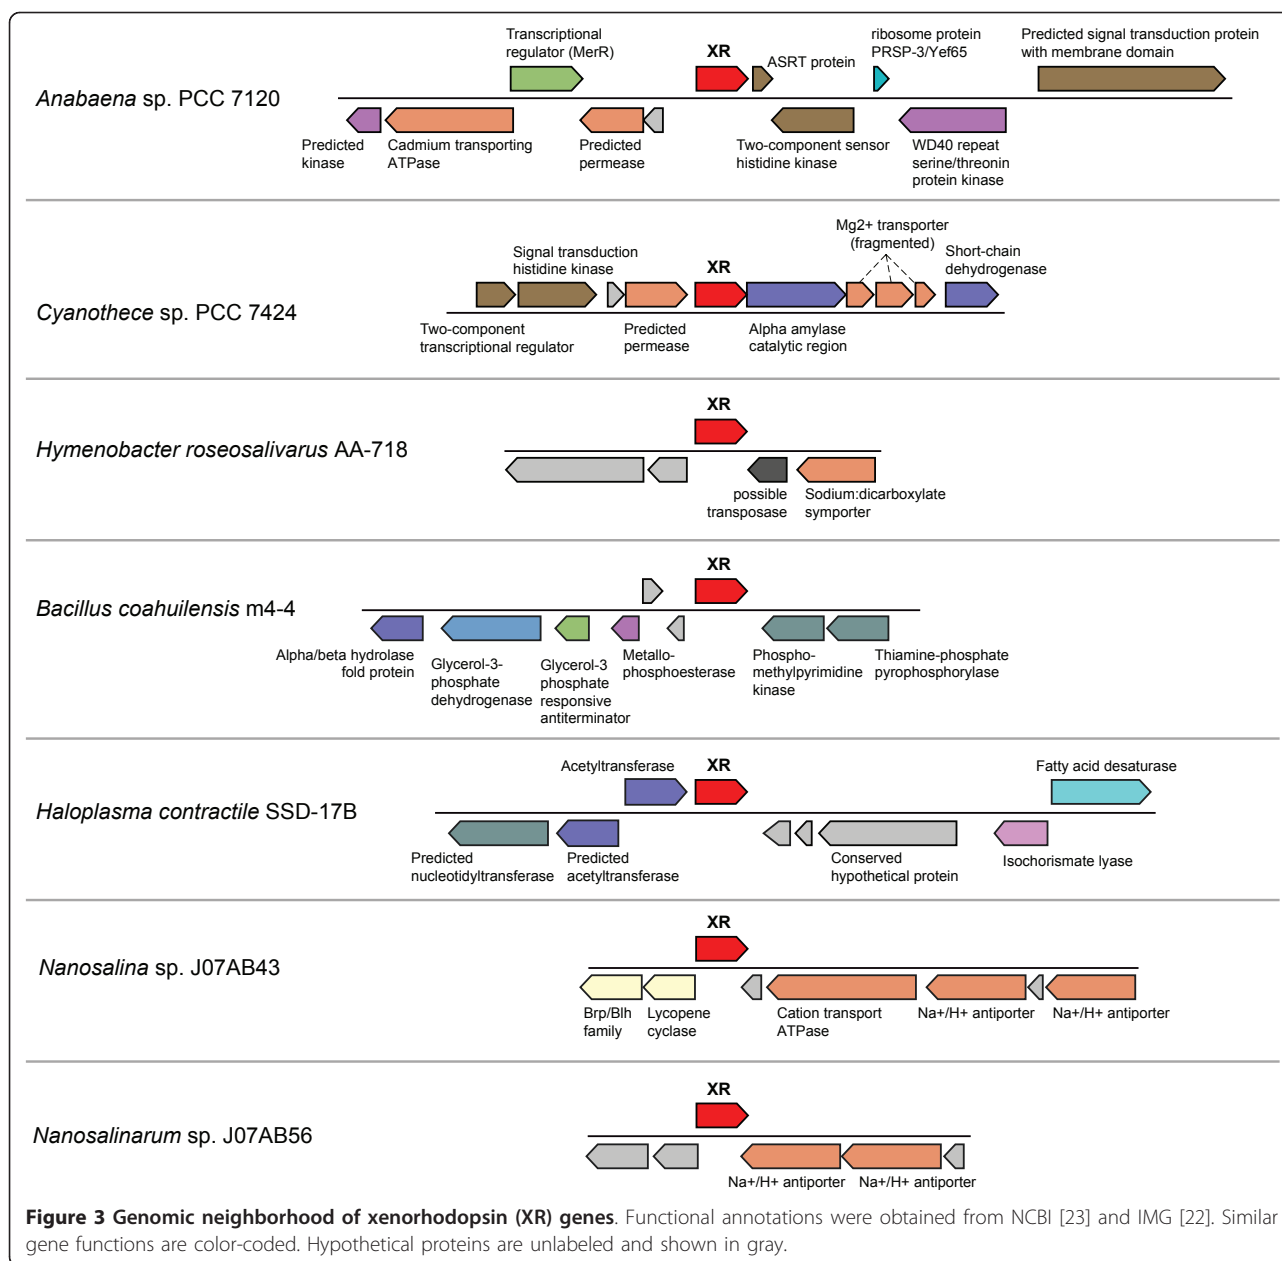 Transcriptional
regulator (MerR)
XR
ASRT protein
ribosome protein
PRSP-3/Yef65
Predicted signal transduction protein
with membrane domain
Anabaena sp. PCC 7120
Predicted
kinase
Cadmium transporting
ATPase
Predicted
permease
Two-component sensor
histidine kinase
WD40 repeat
serine/threonin
protein kinase
Signal transduction
histidine kinase
XR
Mg2+ transporter
(fragmented)
Short-chain
dehydrogenase
Cyanothece sp. PCC 7424
Two-component
transcriptional regulator
Predicted
permease
Alpha amylase
catalytic region
XR
Hymenobacter roseosalivarus AA-718
possible
transposase
Sodium:dicarboxylate
symporter
XR
Bacillus coahuilensis m4-4
Alpha/beta hydrolase
fold protein
Glycerol-3-
phosphate
dehydrogenase
Glycerol-3
phosphate
responsive
antiterminator
Metallo-
phosphoesterase
Phospho-
methylpyrimidine
kinase
Thiamine-phosphate
pyrophosphorylase
Acetyltransferase
XR
Fatty acid desaturase
Haloplasma contractile SSD-17B
Predicted
nucleotidyltransferase
Predicted
acetyltransferase
Conserved
hypothetical protein
Isochorismate lyase
XR
Nanosalina sp. J07AB43
Brp/Blh
family
Lycopene
cyclase
Cation transport
ATPase
Na+/H+ antiporter
Na+/H+ antiporter
XR
Nanosalinarum sp. J07AB56
Na+/H+ antiporter
Na+/H+ antiporter
Figure 3 Genomic neighborhood of xenorhodopsin (XR) genes. Functional annotations were obtained from NCBI [23] and IMG [22]. Similar
gene functions are color-coded. Hypothetical proteins are unlabeled and shown in gray.